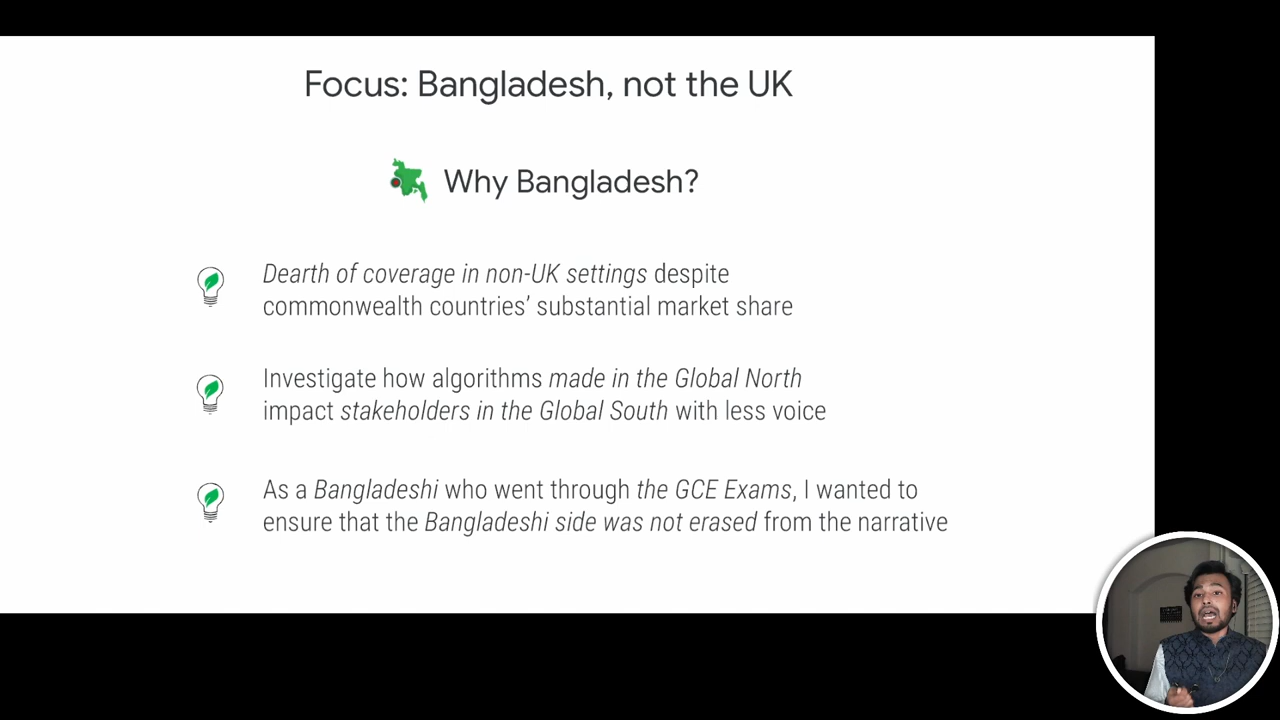 Focus: Bangladesh, not the UK
Why Bangladesh?
Dearth of coverage in non-UK settings despite
commonwealth countries’ substantial market share
Investigate how algorithms made in the Global North
impact stakeholders in the Global South with less voice
As a Bangladeshi who went through the GCE Exams, I wanted to
ensure that the Bangladeshi side was not erased from the narrative